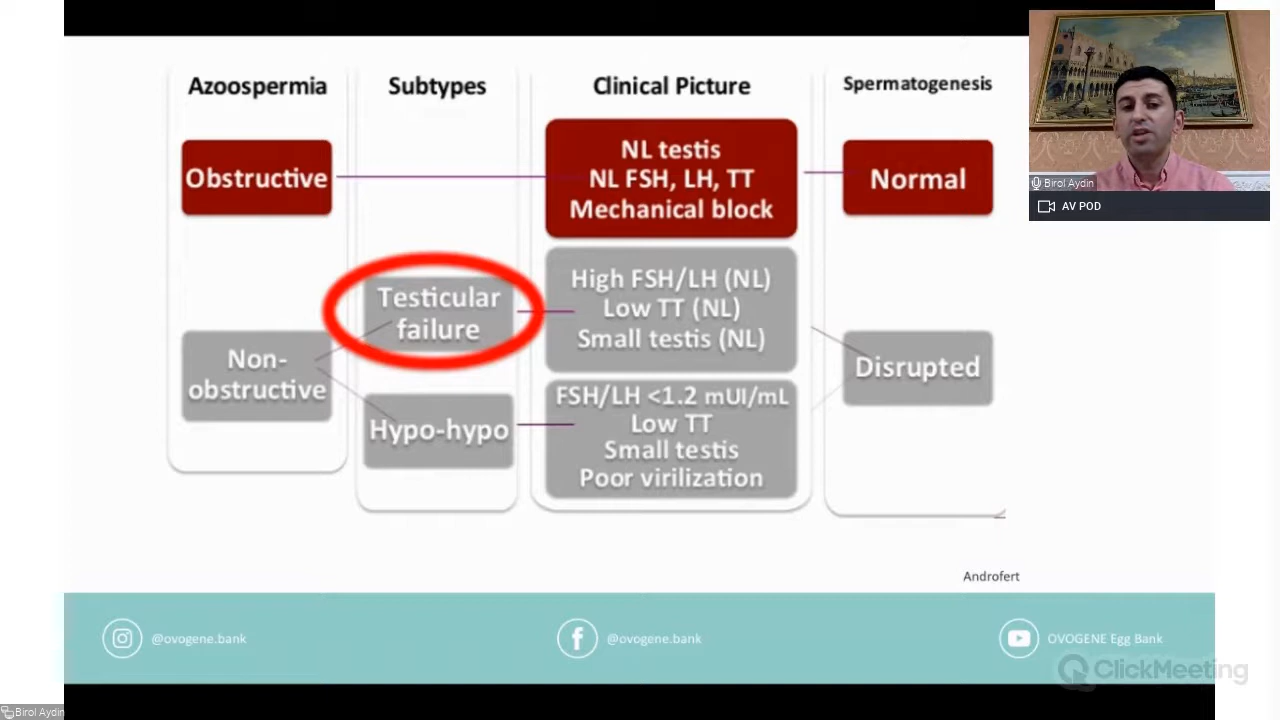 Azoospermia
Subtypes
Clinical Picture
Spermatogenesis
Obstructive
NL testis
NL FSH, LH, TT
Mechanical block
Normal
Testicular
failure
High FSH/LH (NL)
Low TT (NL)
Small testis (NL)
Non-
obstructive
Disrupted
Hypo-hypo
FSH/LH <1.2 mUI/mL
Low TT
Small testis
Poor virilization
Androfert
@ovogene.bank
@ovogene.bank
OVOGENE Egg Bank
ClickMeeting
Birol Aydin
AV POD
Birol Aydin